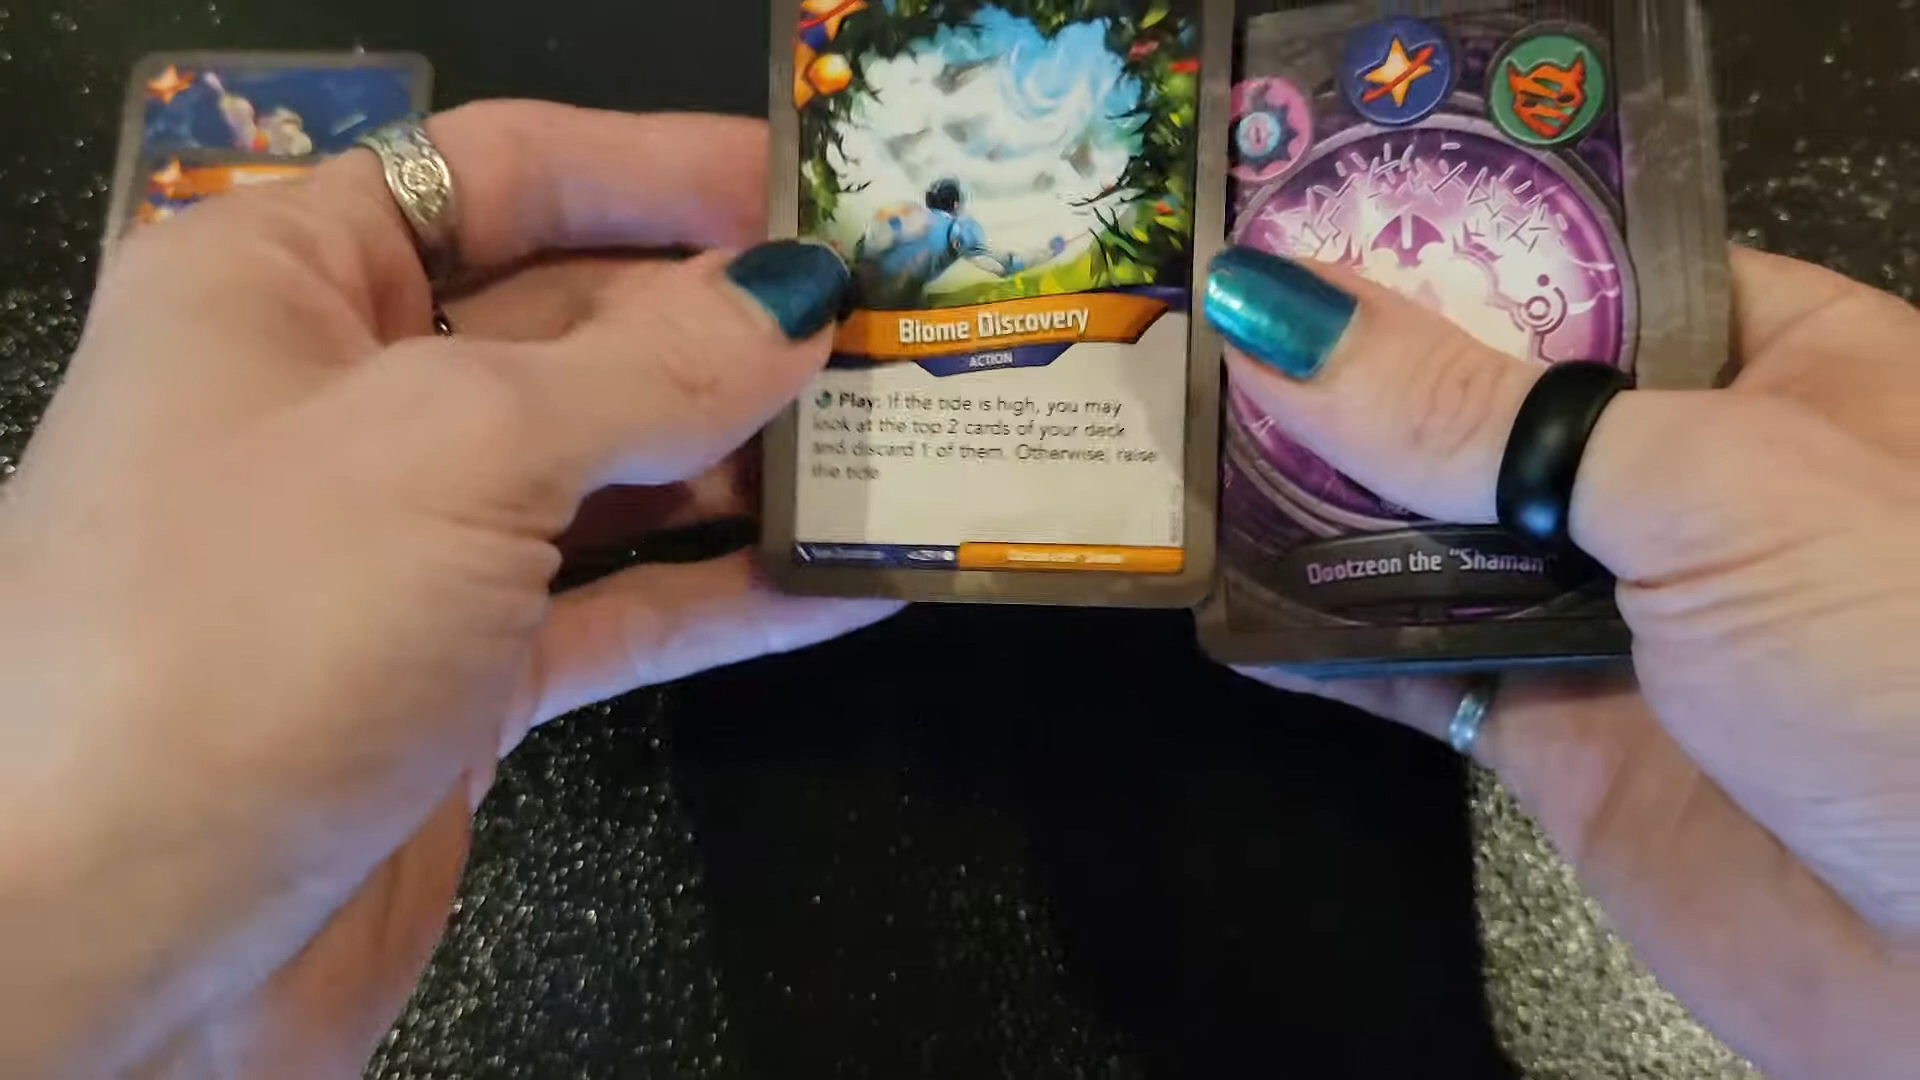 Biome Discovery
ACTION
Play: If the tide is high, you may
look at the top 2 cards of your deck
and discard 1 of them. Otherwise, raise
the tide
Dootzeon the "Shaman"